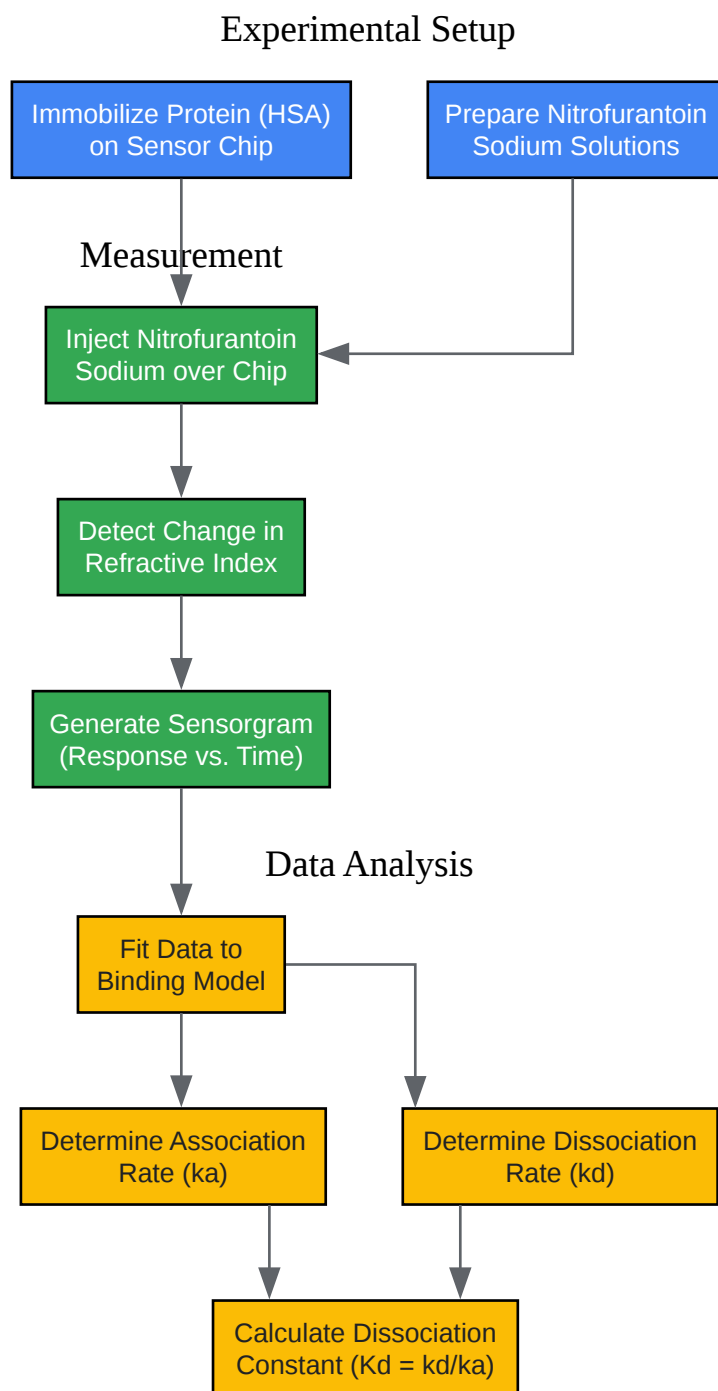 Experimental Setup
Immobilize Protein (HSA)
on Sensor Chip
Prepare Nitrofurantoin
Sodium Solutions
Measurement
Inject Nitrofurantoin
Sodium over Chip
Detect Change in
Refractive Index
Generate Sensorgram
(Response vs. Time)
Data Analysis
Fit Data to
Binding Model
Determine Association
Rate (ka)
Determine Dissociation
Rate (kd)
Calculate Dissociation
Constant (Kd = kd/ka)